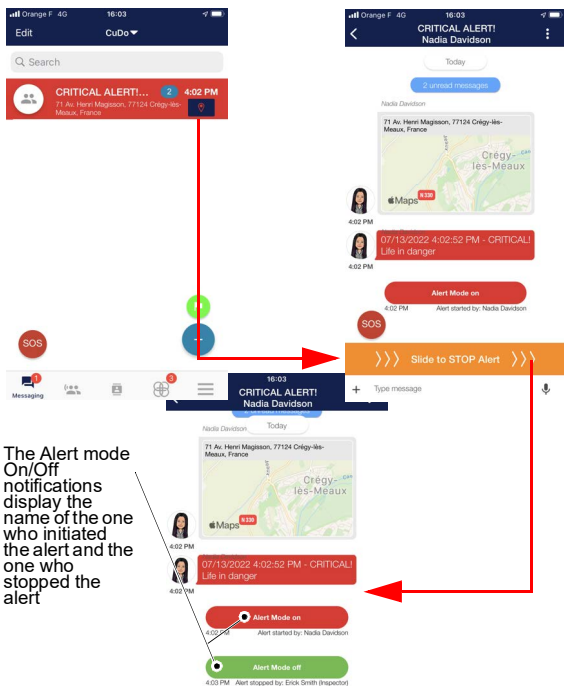 Orange F 4G 16:03
Edit CuDo
Search
CRITICAL ALERT!... 2 4:02 PM
71 Av. Henri Magisson, 77124 Crégy-lès-
Meaux, France
SOS
+
1
3
Messaging
Orange F 4G 16:03
CRITICAL ALERT!
Nadia Davidson
Today
2 unread messages
Nadia Davidson
71 Av. Henri Magisson, 77124 Crégy-lès-
Meaux, France
Crégy-
lès-Meaux
N330
Maps
4:02 PM
Nadia Davidson
07/13/2022 4:02:52 PM - CRITICAL!
Life in danger
4:02 PM
Alert Mode on
4:02 PM Alert started by: Nadia Davidson
SOS
Slide to STOP Alert
+ Type message
16:03
CRITICAL ALERT!
Nadia Davidson
2 unread messages
Nadia Davidson Today
71 Av. Henri Magisson, 77124 Crégy-lès-
Meaux, France
Crégy-
lès-Meaux
N330
Maps
4:02 PM
Nadia Davidson
07/13/2022 4:02:52 PM - CRITICAL!
Life in danger
4:02 PM
Alert Mode on
4:02 PM Alert started by: Nadia Davidson
Alert Mode off
4:03 PM Alert stopped by: Erick Smith (Inspector)
The Alert mode
On/Off
notifications
display the
name of the one
who initiated
the alert and the
one who
stopped the
alert